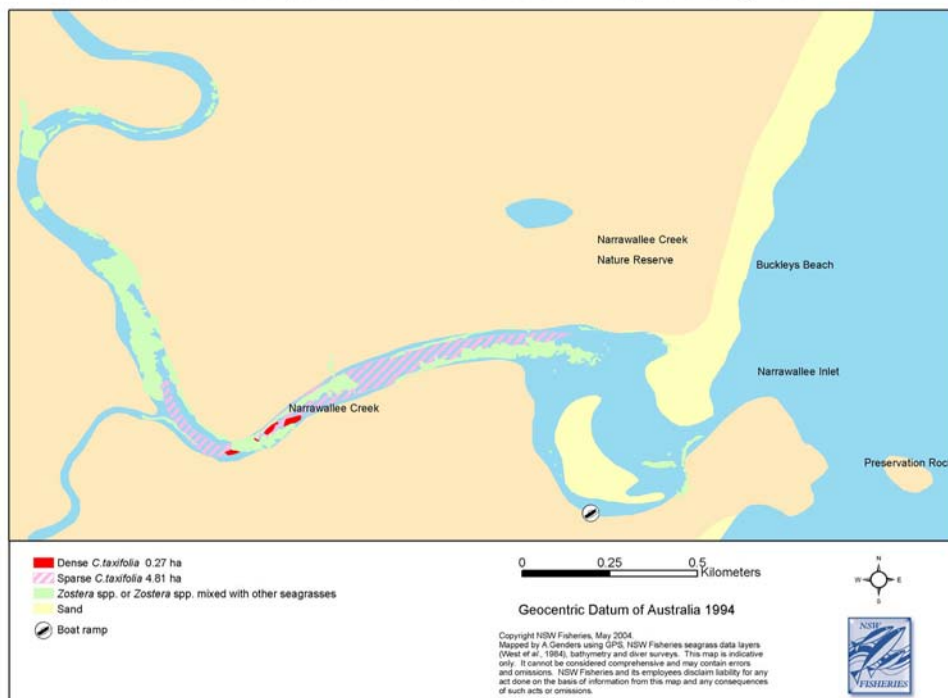 Narrawallee Creek
Nature Reserve
Buckleys Beach
Narrawallee Inlet
Narrawallee Creek
Preservation Rock
Dense C.taxifolia 0.27 ha
Sparse C.taxifolia 4.81 ha
Zostera spp. or Zostera spp. mixed with other seagrasses
Sand
Boat ramp
0 0.25 0.5
Kilometers
Geocentric Datum of Australia 1994
Copyright NSW Fisheries, May 2004.
Mapped by A.Genders using GPS, NSW Fisheries seagrass data layers
(West et al., 1984), bathymetry and diver surveys. This map is indicative
only. It cannot be considered comprehensive and may contain errors
and omissions. NSW Fisheries and its employees disclaim liability for any
act done on the basis of information from this map and any consequences
of such acts or omissions.
N
W E
S
NSW
FISHERIES